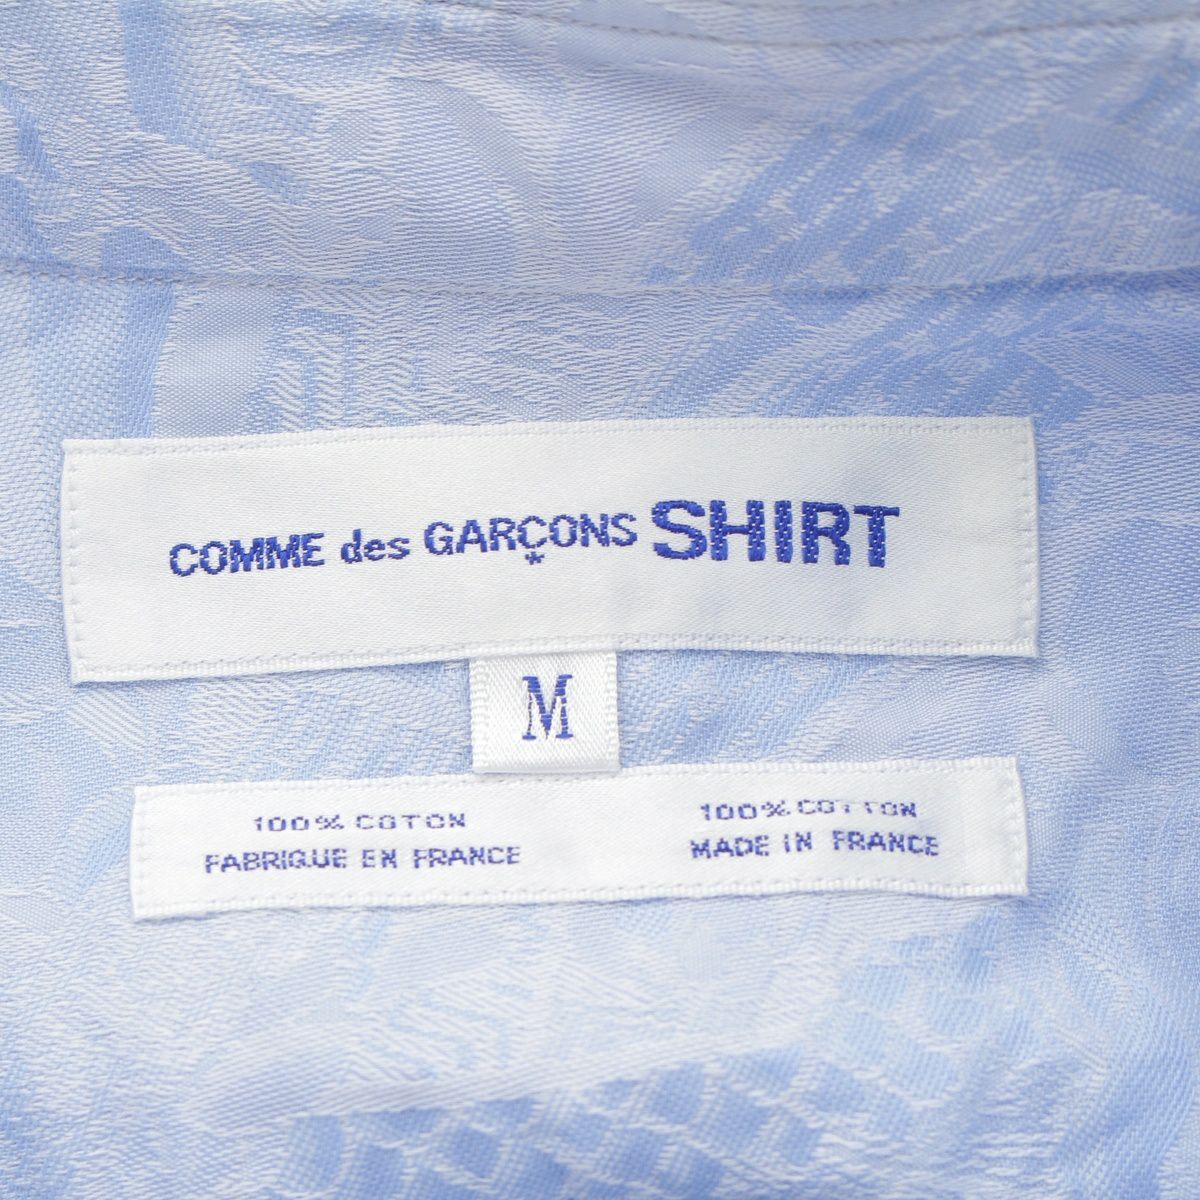 COMME des GARÇONS SHIRT
*
M
100% COTON
FABRIQUE EN FRANCE
100% COTTON
MADE IN FRANCE